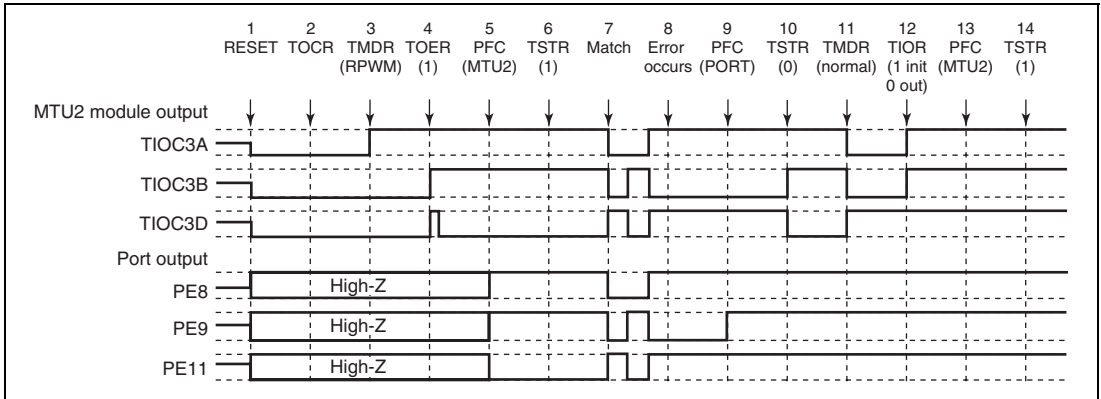 1 2 3 4 5 6 7 8 9 10 11 12 13 14
RESET TOCR TMDR TOER PFC TSTR Match Error PFC TSTR TMDR TIOR PFC TSTR
(RPWM) (1) (MTU2) (1) occurs (PORT) (0) (normal) (1 init (MTU2) (1)
0 out)
MTU2 module output
TIOC3A
TIOC3B
TIOC3D
Port output
PE8 High-Z
PE9 High-Z
PE11 High-Z